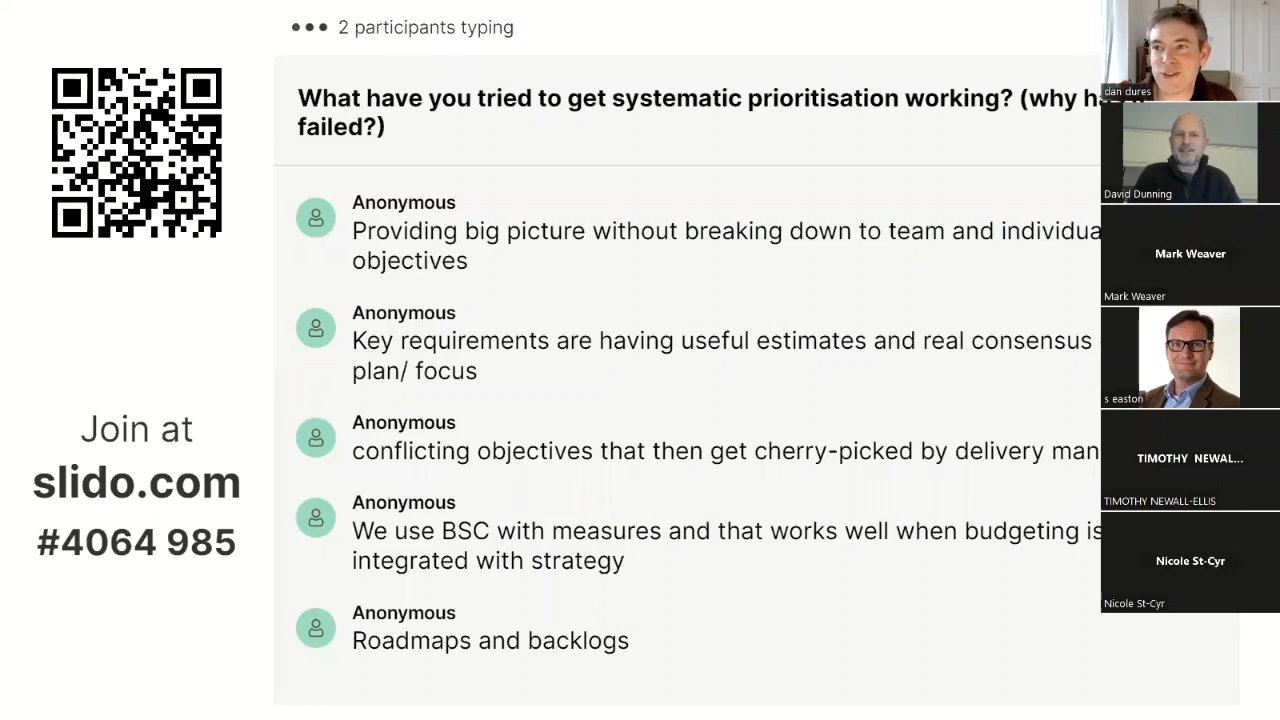 2 participants typing
What have you tried to get systematic prioritisation working? (why
failed?)
Anonymous
Providing big picture without breaking down to team and
objectives
Anonymous
Key requirements are having useful estimates and real consensus
plan/ focus
Anonymous
conflicting objectives that then get cherry-picked by delivery
Anonymous
We use BSC with measures and that works well when budgeting is
integrated with strategy
Anonymous
Roadmaps and backlogs
Join at
slido.com
#4064 985
dan dures
David Dunning
Mark Weaver
Mark Weaver
s easton
TIMOTHY NEWAL...
TIMOTHY NEWALL-ELLIS
Nicole St-Cyr
Nicole St-Cyr